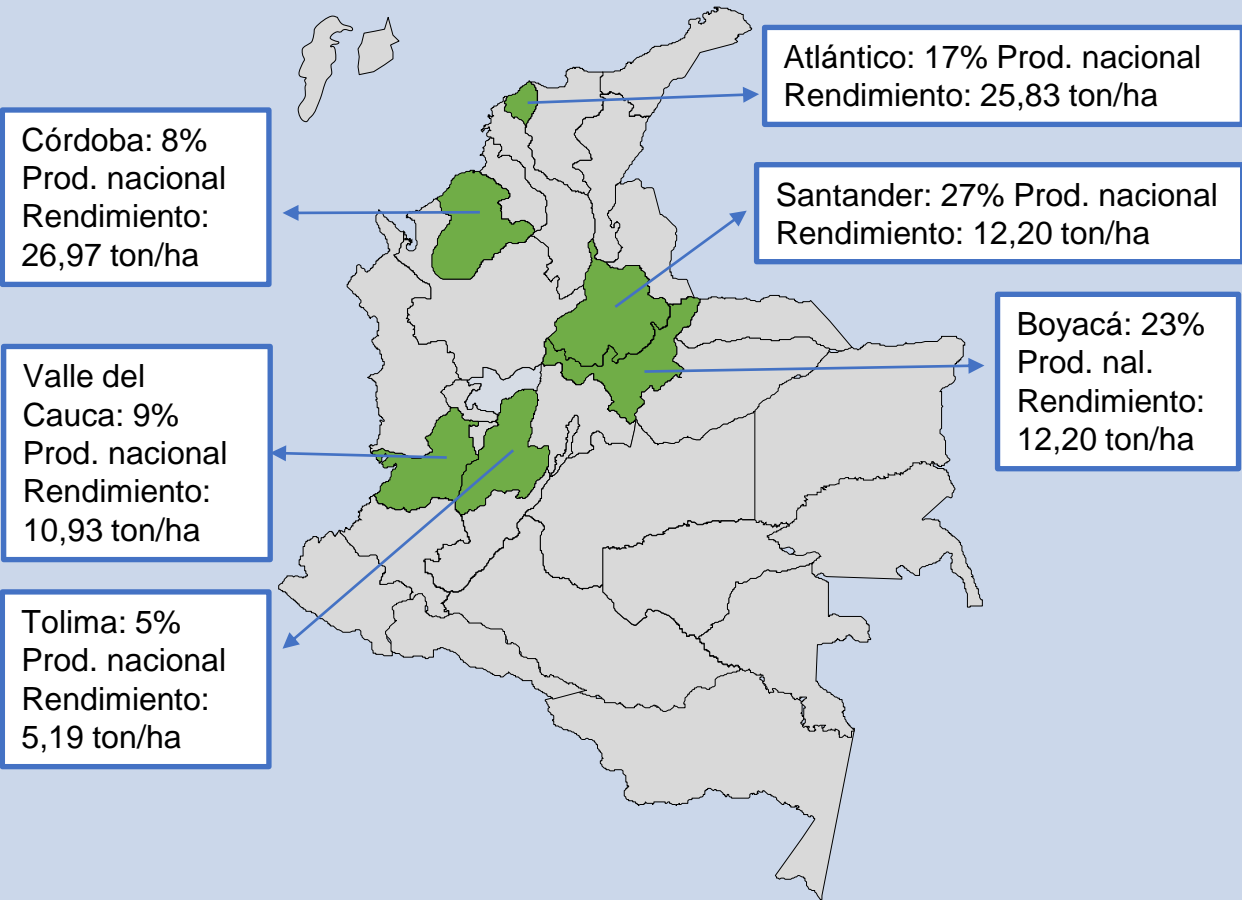 Atlántico: 17% Prod. nacional
Rendimiento: 25,83 ton/ha
Córdoba: 8%
Prod. nacional
Rendimiento:
26,97 ton/ha
Santander: 27% Prod. nacional
Rendimiento: 12,20 ton/ha
Boyacá: 23%
Prod. nal.
Rendimiento:
12,20 ton/ha
Valle del
Cauca: 9%
Prod. nacional
Rendimiento:
10,93 ton/ha
Tolima: 5%
Prod. nacional
Rendimiento:
5,19 ton/ha